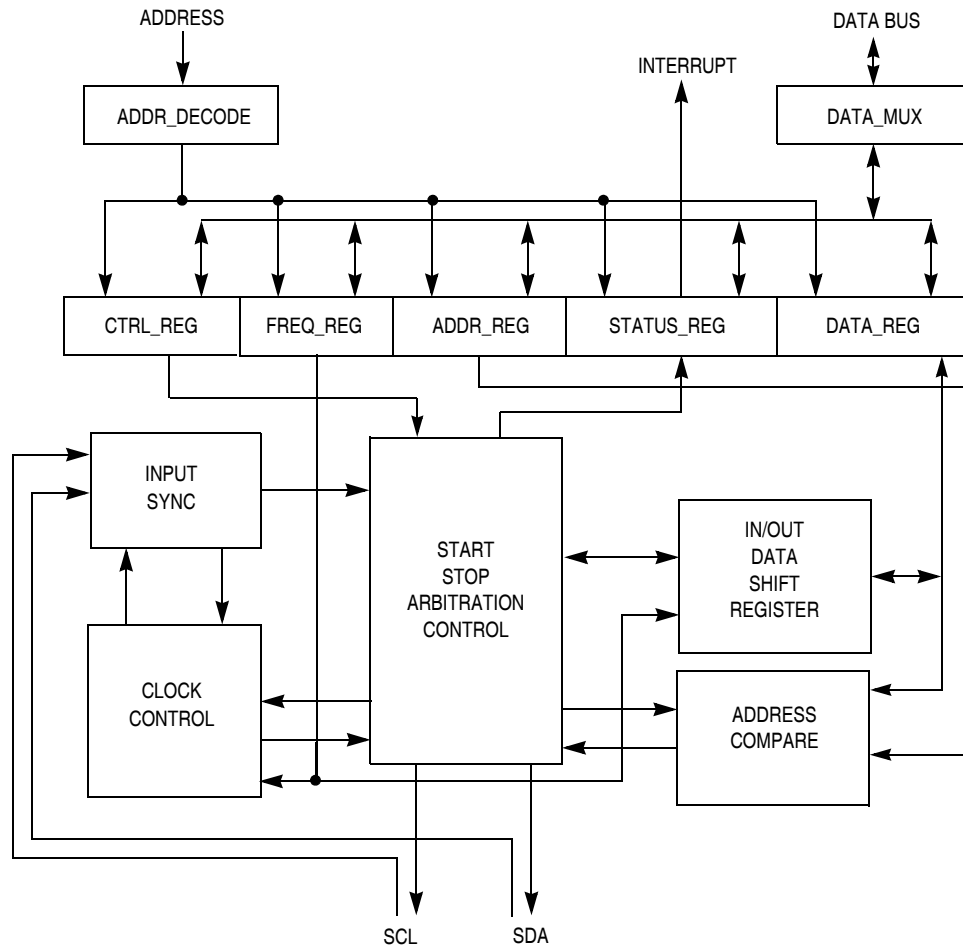 ADDRESS
DATA BUS
INTERRUPT
ADDR_DECODE
DATA_MUX
CTRL_REG
FREQ_REG
ADDR_REG
STATUS_REG
DATA_REG
INPUT
SYNC
START
STOP
ARBITRATION
CONTROL
IN/OUT
DATA
SHIFT
REGISTER
CLOCK
CONTROL
ADDRESS
COMPARE
SCL
SDA